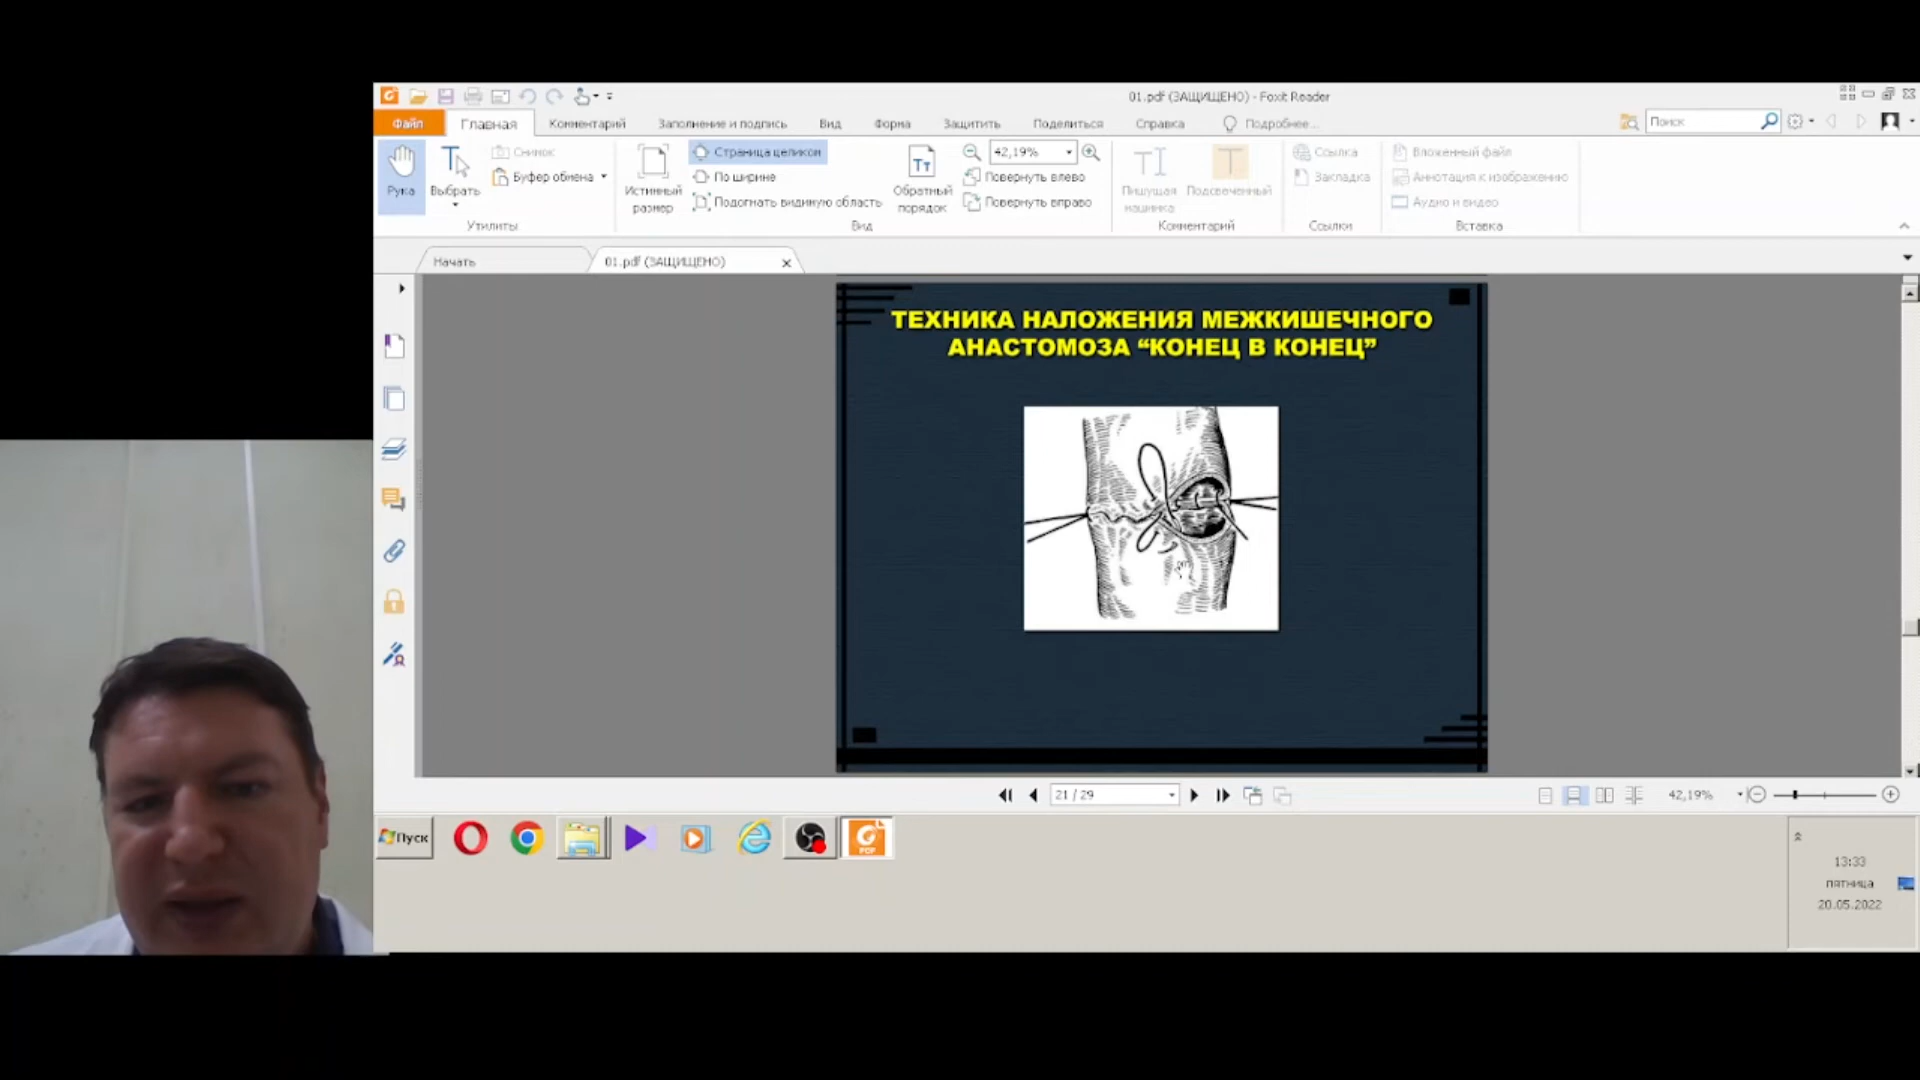 01.pdf (ЗАЩИЩЕНО) - Foxit Reader
Файл Главная Комментарий Заполнение и подпись Вид Форма Защитить Поделиться Справка Подробнее... Поиск
Рука
Выбрать
Снимок
Буфер обмена
Утилиты
Истинный размер
Страница целиком
По ширине
Подогнать видимую область
Обратный порядок
42,19%
Повернуть влево
Повернуть вправо
Вид
Пишущая машинка
Подсвеченный
Комментарий
Ссылка
Закладка
Ссылки
Вложенный файл
Аннотация к изображению
Аудио и видео
Вставка
Начать
01.pdf (ЗАЩИЩЕНО)
ТЕХНИКА НАЛОЖЕНИЯ МЕЖКИШЕЧНОГО
АНАСТОМОЗА “КОНЕЦ В КОНЕЦ”
21 / 29
42,19%
Пуск
PDF
13:33
пятница
20.05.2022